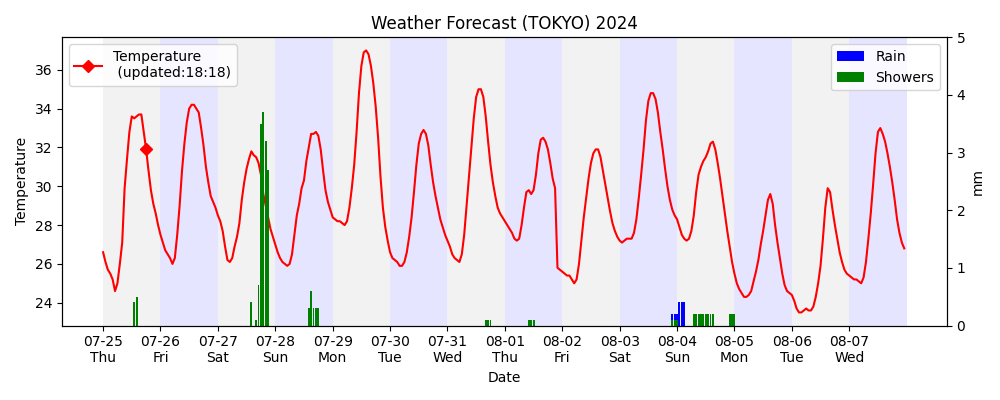 Weather Forecast (TOKYO) 2024
Temperature
(updated:18:18)
Rain
Showers
Temperature
36
34
32
30
28
26
24
5
4
3
2
1
0
mm
07-25 07-26 07-27 07-28 07-29 07-30 07-31 08-01 08-02 08-03 08-04 08-05 08-06 08-07
Thu Fri Sat Sun Mon Tue Wed Thu Fri Sat Sun Mon Tue Wed
Date